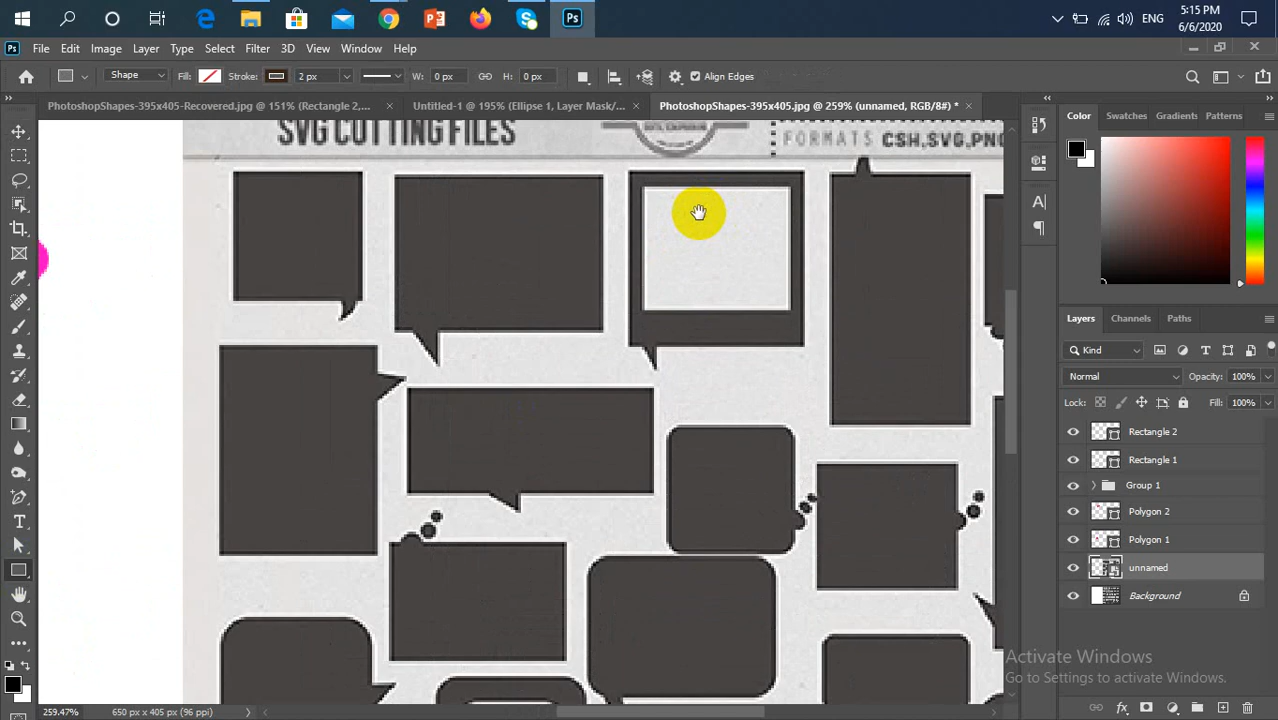 5:15 PM
ENG
6/6/2020
Ps
File Edit Image Layer Type Select Filter 3D View Window Help
Shape Fill: Stroke: 2 px W: 0 px H: 0 px Align Edges
PhotoshopShapes-395x405-Recovered.jpg @ 151% (Rectangle 2,... × Untitled-1 @ 195% (Ellipse 1, Layer Mask/... × PhotoshopShapes-395x405.jpg @ 259% (unnamed, RGB/8#) * ×
Color Swatches Gradients Patterns
SVG CUTTING FILES
FORMATS CSH,SVG,PNG
Layers Channels Paths
Kind
Normal Opacity: 100%
Lock: Fill: 100%
Rectangle 2
Rectangle 1
Group 1
Polygon 2
Polygon 1
unnamed
Background
Activate Windows
Go to Settings to activate Windows.
259.47% 650 px x 405 px (96 ppi)